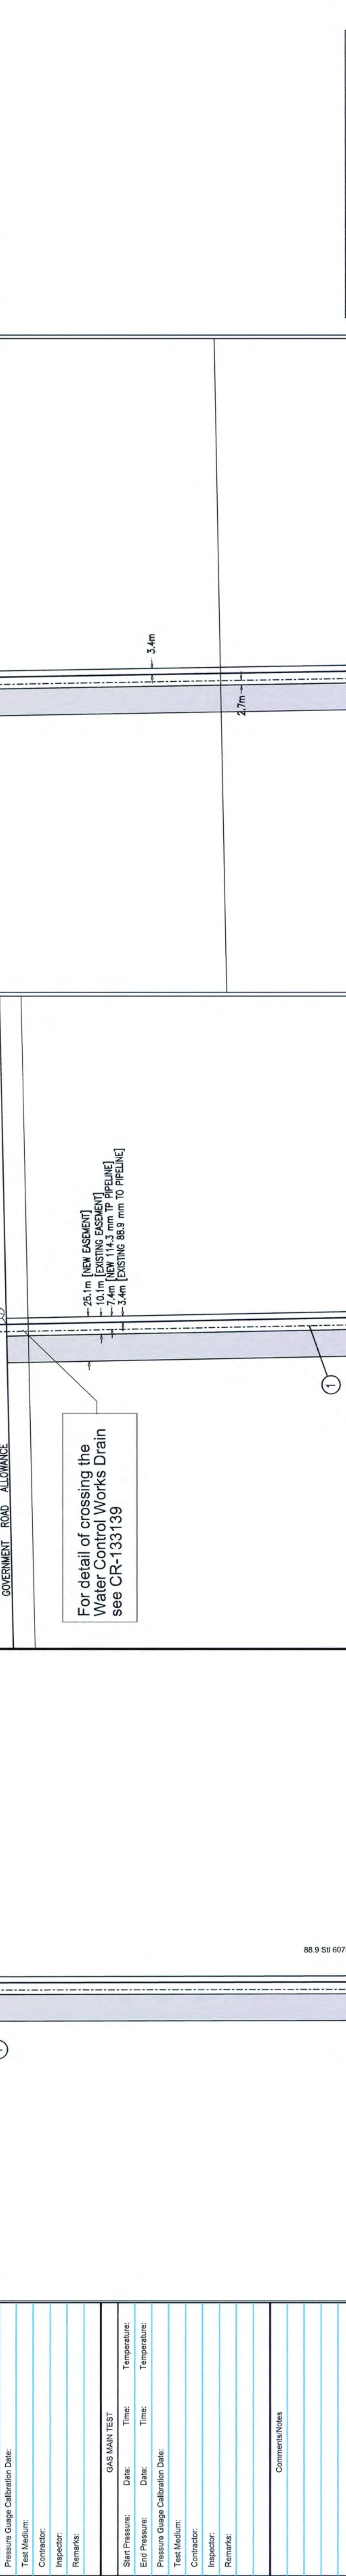 3.4m
2.7m
25.1m [NEW EASEMENT]
10.1m [EXISTING EASEMENT]
7.4m [NEW 114.3 mm TP PIPELINE]
3.4m [EXISTING 88.9 mm TO PIPELINE]
GOVERNMENT ROAD ALLOWANCE
For detail of crossing the
Water Control Works Drain
see CR-133139
1
88.9 Stl 607
Pressure Guage Calibration Date:
Test Medium:
Contractor:
Inspector:
Remarks:
GAS MAIN TEST
Start Pressure: Date: Time: Temperature:
End Pressure: Date: Time: Temperature:
Pressure Guage Calibration Date:
Test Medium:
Contractor:
Inspector:
Remarks:
Comments/Notes